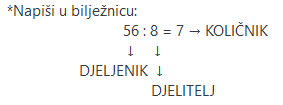 *Napiši u bilježnicu:
56 : 8 = 7 → KOLIČNIK
↓ ↓
DJELJENIK ↓
DJELITELJ